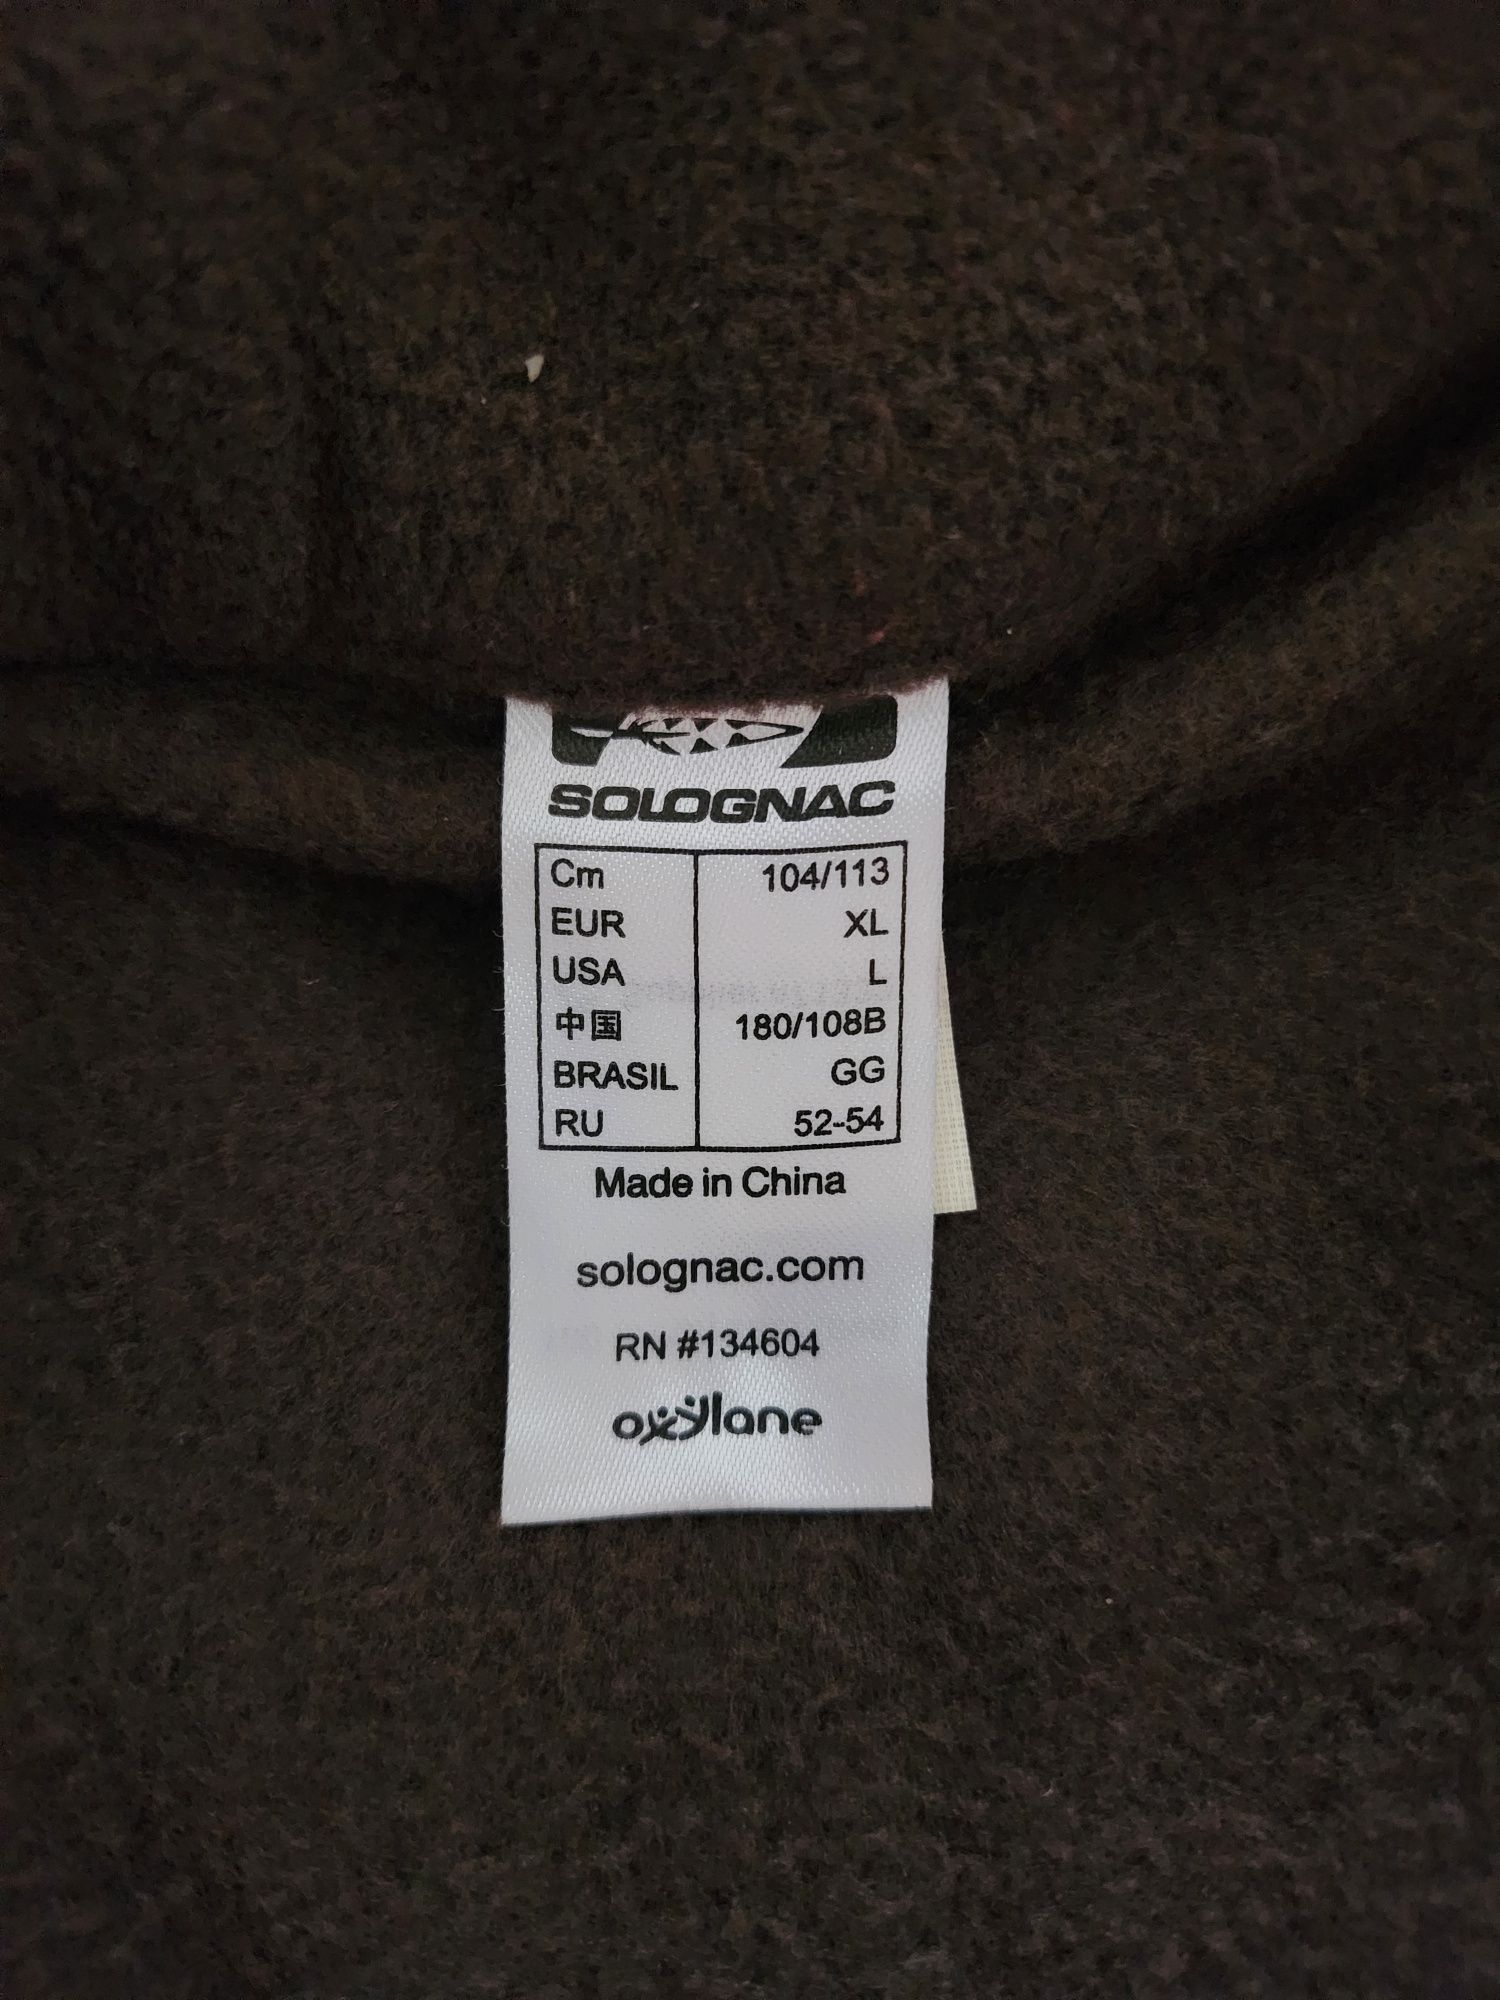 SOLOGNAC
Cm 104/113
EUR XL
USA L
中国 180/108B
BRASIL GG
RU 52-54
Made in China
solognac.com
RN #134604
oxylane